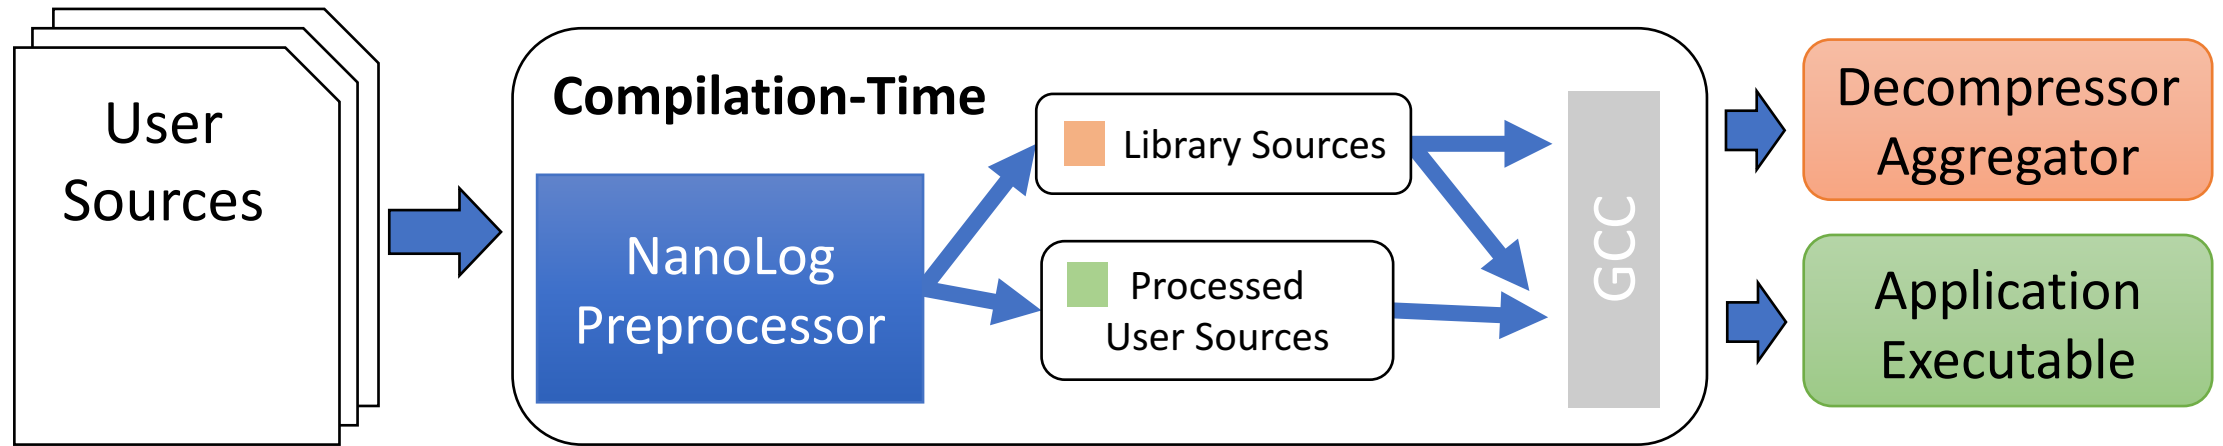 User
Sources
Compilation-Time
NanoLog
Preprocessor
Library Sources
Processed
User Sources
GCC
Decompressor
Aggregator
Application
Executable